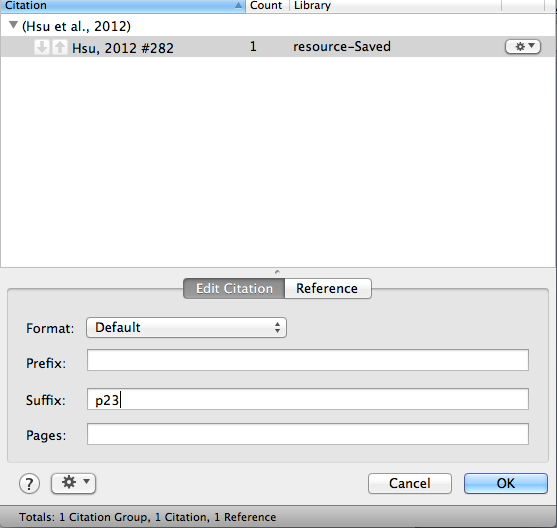 Citation Count Library
(Hsu et al., 2012)
Hsu, 2012 #282 1 resource-Saved
Edit Citation Reference
Format: Default
Prefix:
Suffix: p23
Pages:
? Cancel OK
Totals: 1 Citation Group, 1 Citation, 1 Reference